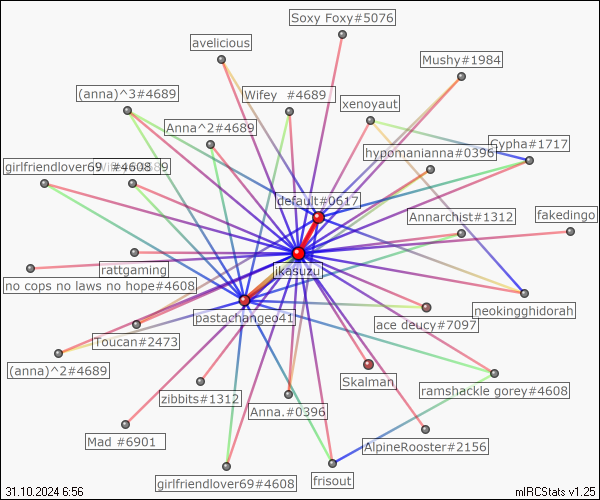 Soxy Foxy#5076
avelicious
Mushy#1984
(anna)^3#4689
Wifey #4689
xenoyaut
Anna^2#4689
Cypha#1717
hypomanianna#0396
girlfriendlover69 #4608
default#0617
Annarchist#1312
fakedingo
rattgaming
jkasuzu
no cops no laws no hope#4608
neokingghidorah
pastachangeo41
ace deucy#7097
Toucan#2473
(anna)^2#4689
Skalman
ramshackle gorey#4608
zibbits#1312
Anna.#0396
Mad #6901
AlpineRooster#2156
girlfriendlover69#4608
frisout
31.10.2024 6:56
mIRCStats v1.25